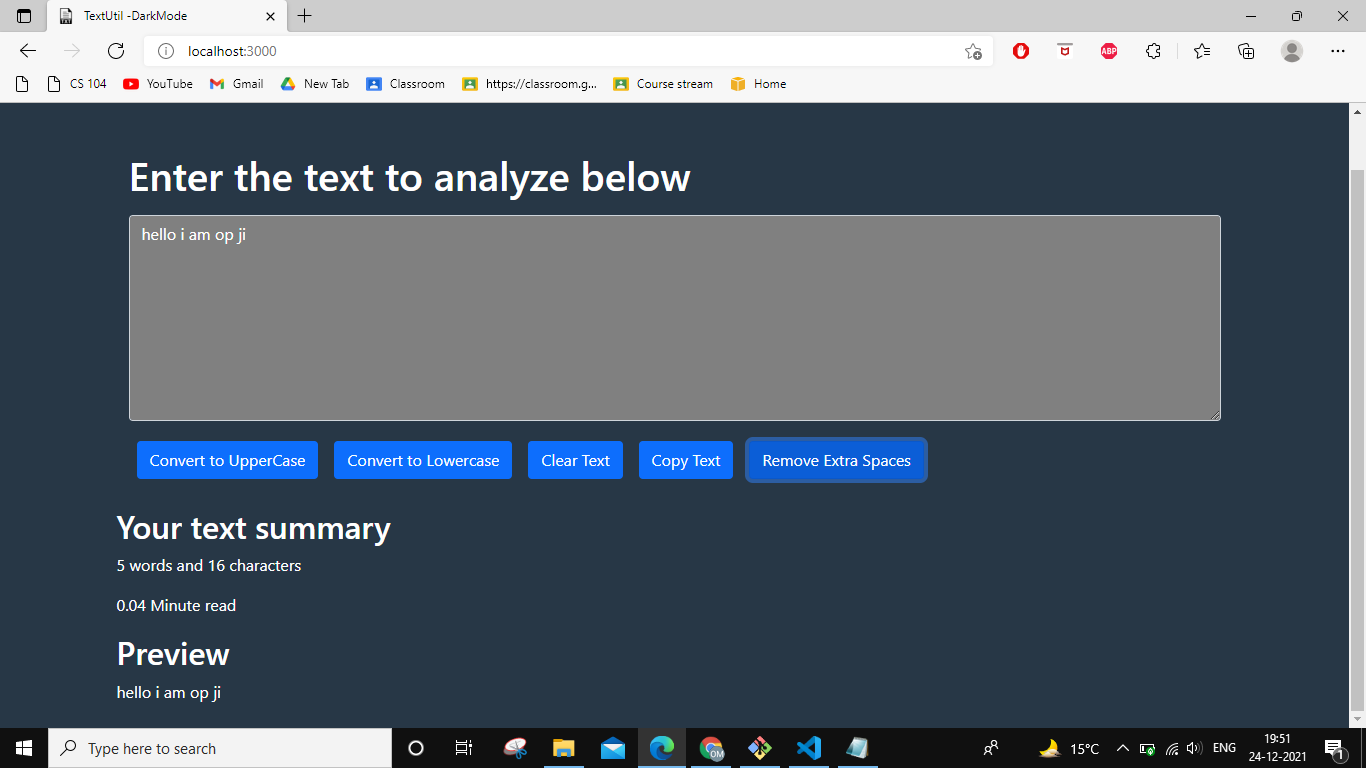 TextUtil -DarkMode
localhost:3000
CS 104 YouTube Gmail New Tab Classroom https://classroom.g... Course stream Home
Enter the text to analyze below
hello i am op ji
Convert to UpperCase Convert to Lowercase Clear Text Copy Text Remove Extra Spaces
Your text summary
5 words and 16 characters
0.04 Minute read
Preview
hello i am op ji
Type here to search
15°C ENG 19:51
24-12-2021
1